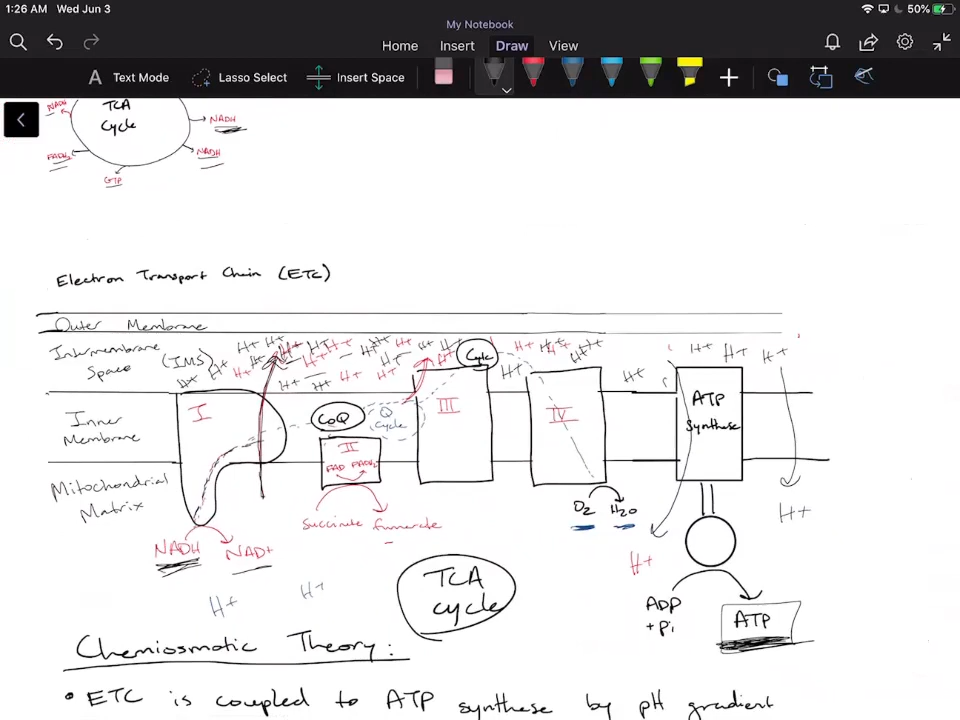 1:26 AM Wed Jun 3
50%
My Notebook
Home Insert Draw View
Text Mode
Lasso Select
Insert Space
NADH
TCA
Cycle
NADH
NADH
FADH2
GTP
Electron Transport Chain (ETC)
Outer Membrane
Intermembrane
Space (IMS)
H+ H+ H+ H+ H+ H+ H+ H+ H+ H+
H+ H+ H+ H+ H+ H+ H+ H+ H+ H+
Cytc
I
CoQ
Q
Cycle
III
IV
ATP
Synthase
Inner
Membrane
II
FAD FADH2
Mitochondrial
Matrix
Succinate fumerate
O2 H2O
H+
NADH NAD+
H+
H+ H+
TCA
cycle
ADP
+ Pi
ATP
Chemiosmotic Theory:
• ETC is coupled to ATP synthase by pH gradient